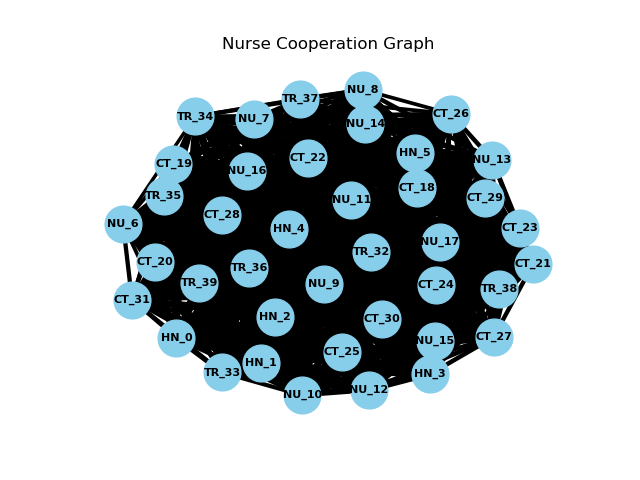 Nurse Cooperation Graph
NU_8
TR_37
CT_26
TR_34
NU_7
NU_14
HN_5
CT_22
NU_13
CT_19
NU_16
CT_18
TR_35
CT_29
NU_11
CT_28
NU_6
CT_23
HN_4
NU_17
TR_32
CT_20
CT_21
TR_36
TR_39
NU_9
CT_24
TR_38
CT_31
HN_2
CT_30
HN_0
CT_27
NU_15
CT_25
HN_1
TR_33
HN_3
NU_12
NU_10